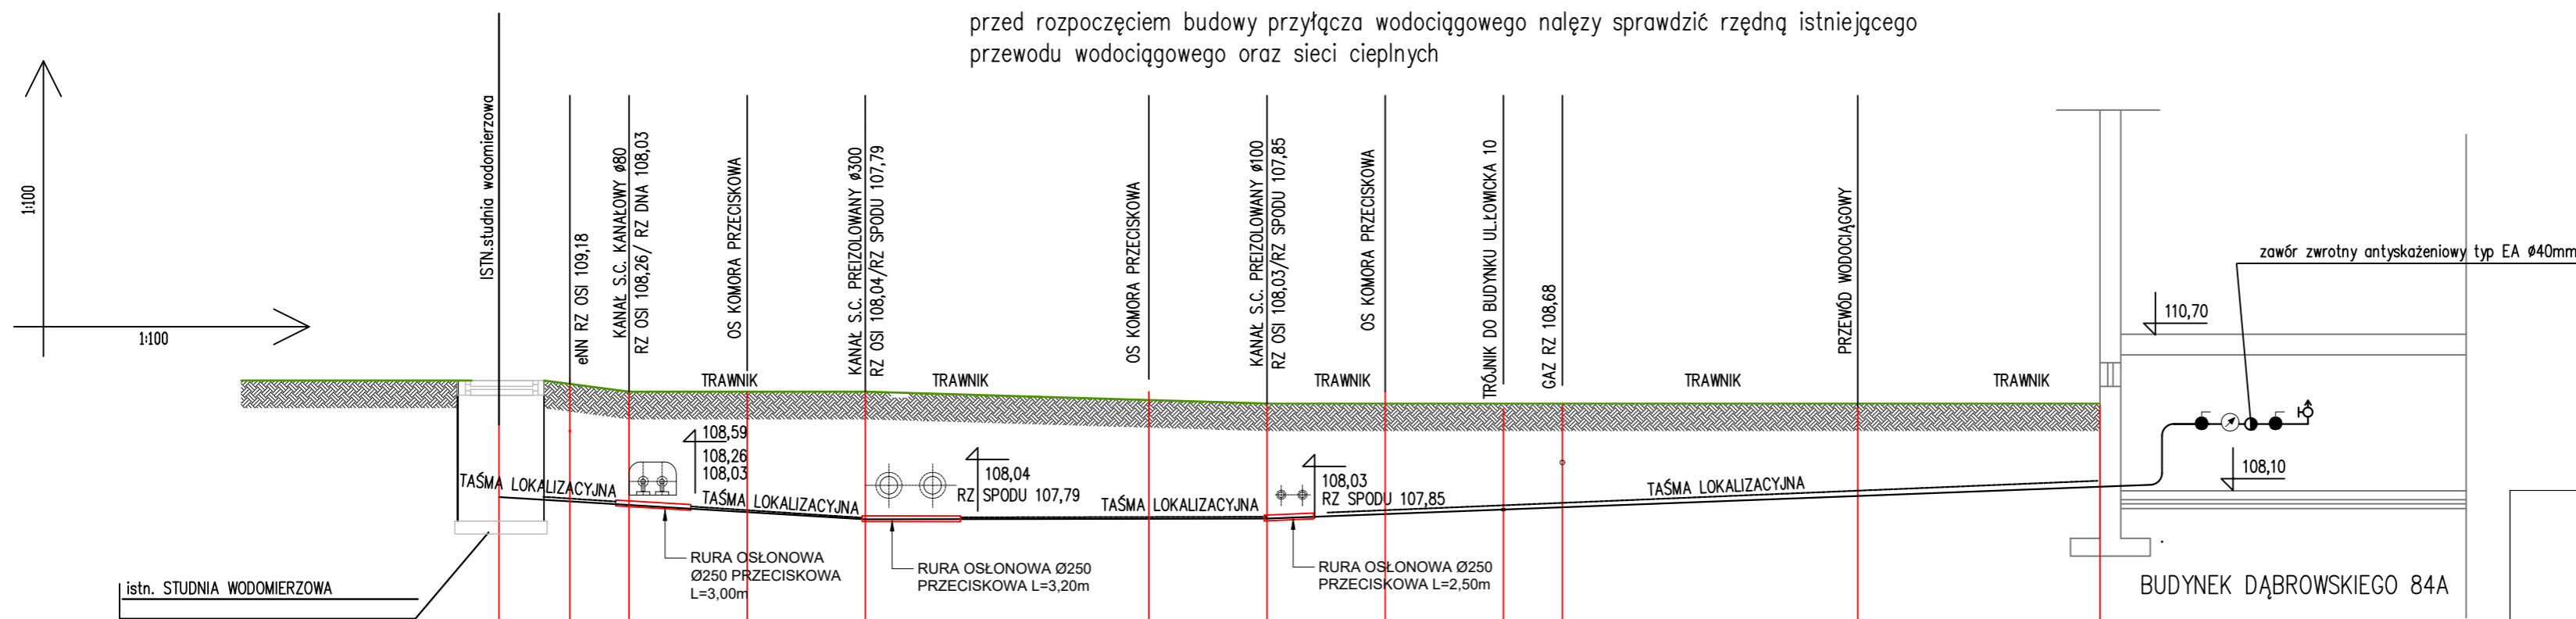 przed rozpoczęciem budowy przyłącza wodociągowego nalęzy sprawdzić rzędną istniejącego
przewodu wodociągowego oraz sieci cieplnych
1:100
1:100
ISTN.studnia wodomierzowa
eNN RZ OSI 109,18
KANAŁ S.C. KANAŁOWY ø80
RZ OSI 108,26/ RZ DNA 108,03
OS KOMORA PRZECISKOWA
KANAŁ S.C. PREIZOLOWANY ø300
RZ OSI 108,04/RZ SPODU 107,79
OS KOMORA PRZECISKOWA
KANAŁ S.C. PREIZOLOWANY ø100
RZ OSI 108,03/RZ SPODU 107,85
OS KOMORA PRZECISKOWA
TRÓJNIK DO BUDYNKU UL.ŁOWICKA 10
GAZ RZ 108,68
PRZEWÓD WODOCIĄGOWY
zawór zwrotny antyskażeniowy typ EA ø40mm
110,70
TRAWNIK
TRAWNIK
TRAWNIK
TRAWNIK
TRAWNIK
108,59
108,26
108,03
108,04
RZ SPODU 107,79
108,03
RZ SPODU 107,85
108,10
TAŚMA LOKALIZACYJNA
TAŚMA LOKALIZACYJNA
TAŚMA LOKALIZACYJNA
TAŚMA LOKALIZACYJNA
RURA OSŁONOWA
Ø250 PRZECISKOWA
L=3,00m
RURA OSŁONOWA Ø250
PRZECISKOWA L=3,20m
RURA OSŁONOWA Ø250
PRZECISKOWA L=2,50m
istn. STUDNIA WODOMIERZOWA
BUDYNEK DĄBROWSKIEGO 84A